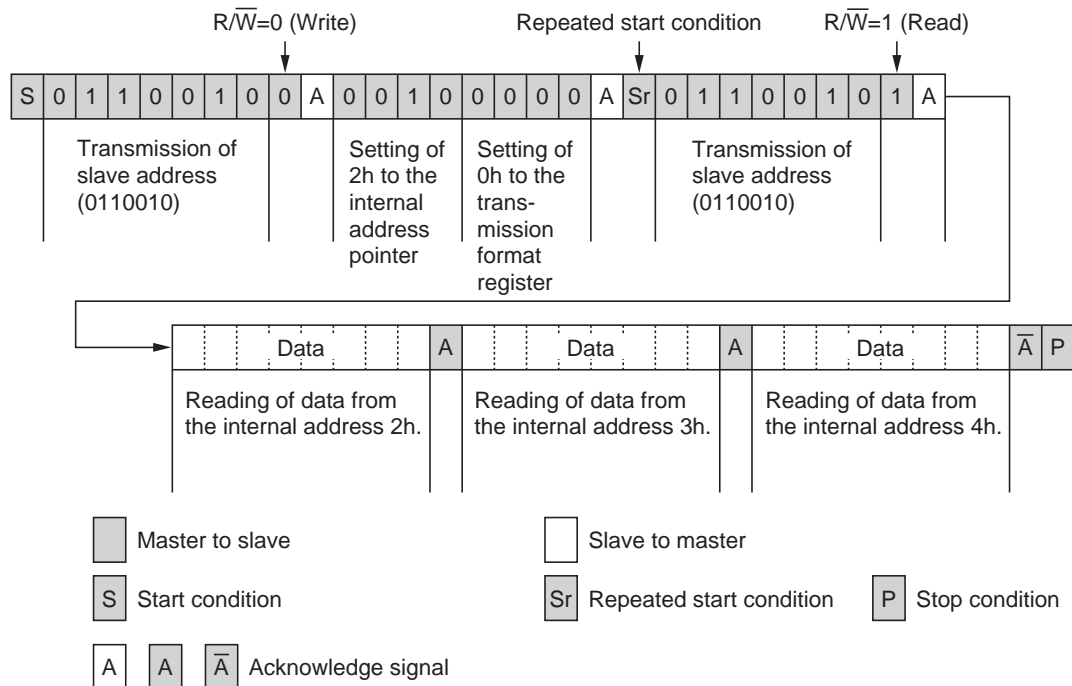 R/W̅=0 (Write) Repeated start condition R/W̅=1 (Read)
S 0 1 1 0 0 1 0 0 A 0 0 1 0 0 0 0 0 A Sr 0 1 1 0 0 1 0 1 A
Transmission of
slave address
(0110010)
Setting of
2h to the
internal
address
pointer
Setting of
0h to the
trans-
mission
format
register
Transmission of
slave address
(0110010)
Data A Data A Data A̅ P
Reading of data from
the internal address 2h.
Reading of data from
the internal address 3h.
Reading of data from
the internal address 4h.
Master to slave
Slave to master
S Start condition
Sr Repeated start condition
P Stop condition
A A A̅ Acknowledge signal